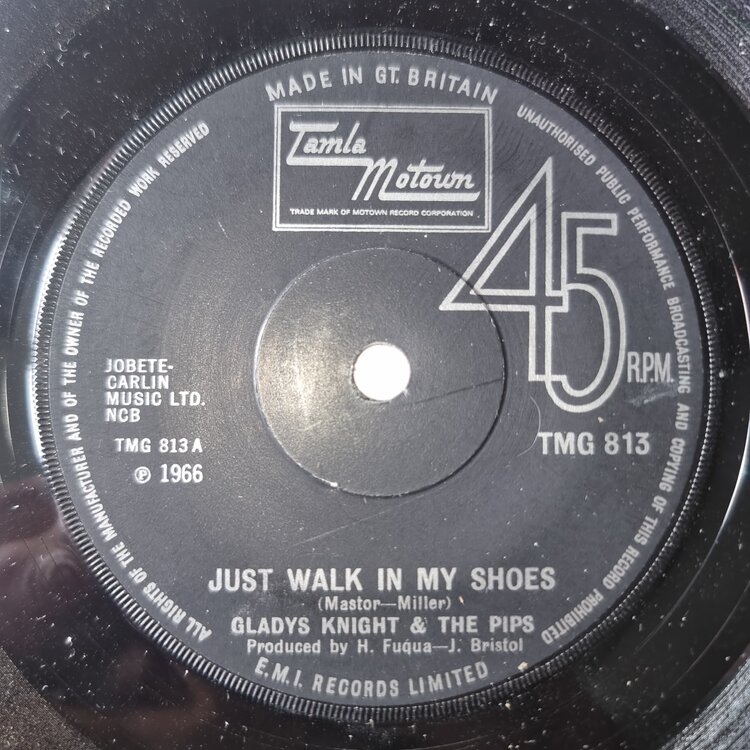 MADE IN GT. BRITAIN
Tamla
Motown
TRADE MARK OF MOTOWN RECORD CORPORATION
45
R.P.M.
UNAUTHORISED PUBLIC PERFORMANCE BROADCASTING AND COPYING OF THIS RECORD PROHIBITED
ALL RIGHTS OF THE MANUFACTURER AND OF THE OWNER OF THE RECORDED WORK RESERVED
JOBETE-
CARLIN
MUSIC LTD.
NCB
TMG 813 A
℗ 1966
TMG 813
JUST WALK IN MY SHOES
(Mastor—Miller)
GLADYS KNIGHT & THE PIPS
Produced by H. Fuqua—J. Bristol
E.M.I. RECORDS LIMITED